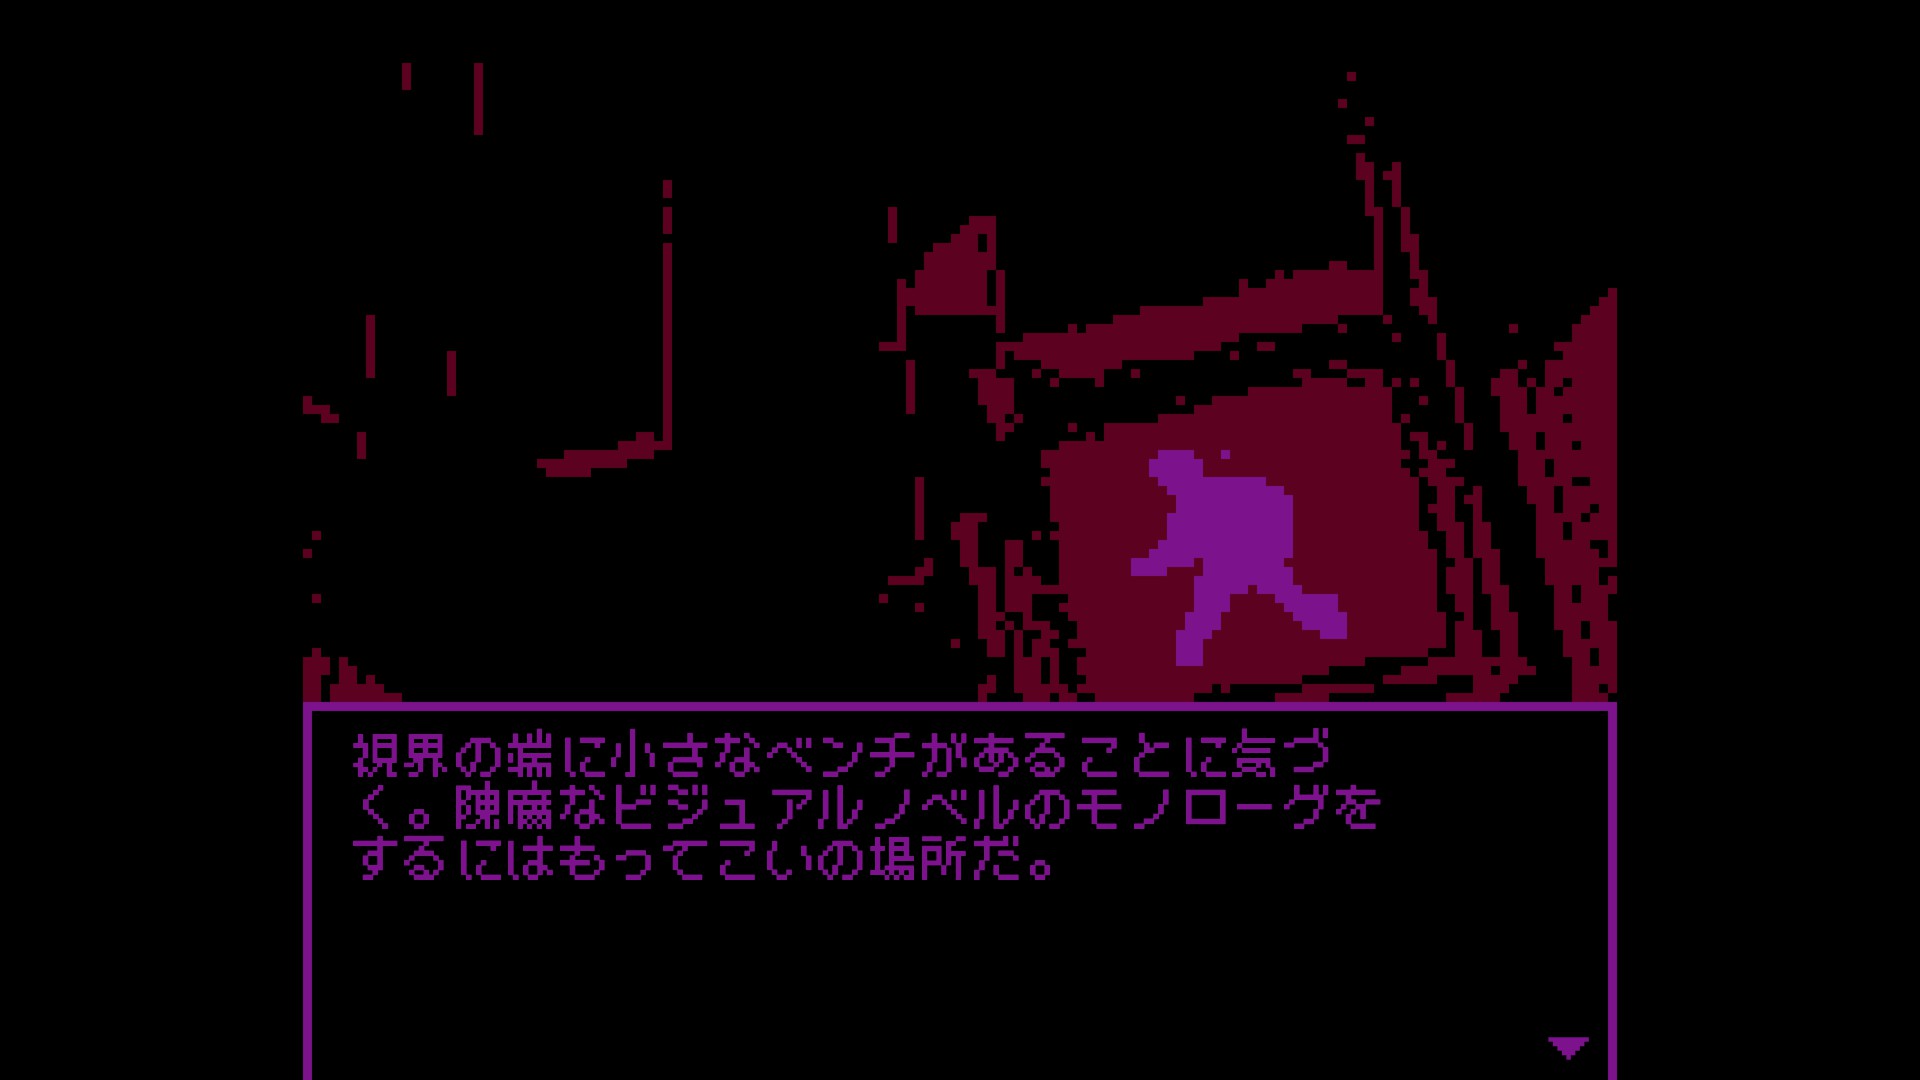 視界の端に小さなベンチがあることに気づ
く。陳腐なビジュアルノベルのモノローグを
するにはもってこいの場所だ。